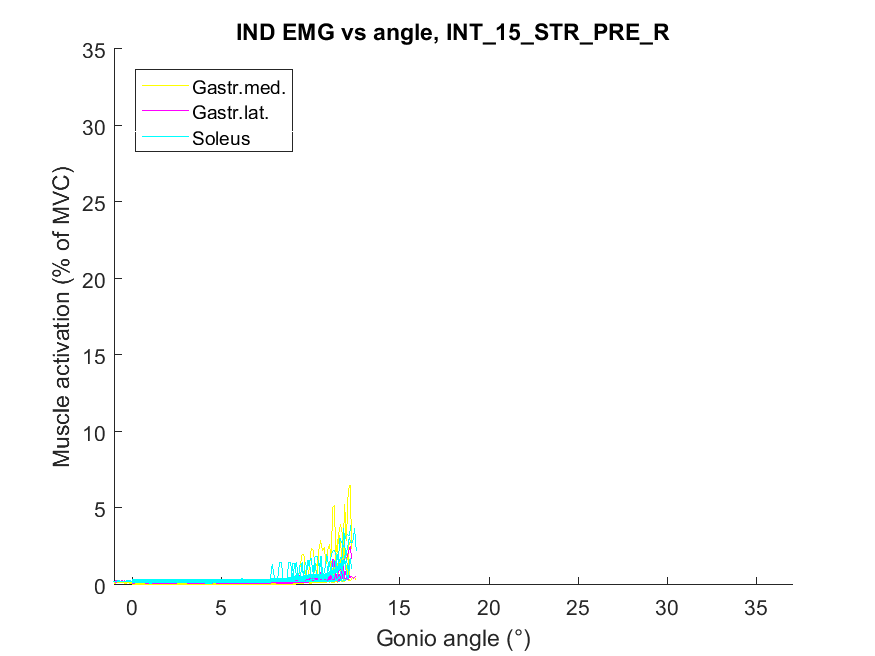 IND EMG vs angle, INT_15_STR_PRE_R
35
30
25
20
15
10
5
0
Muscle activation (% of MVC)
Gastr.med.
Gastr.lat.
Soleus
0 5 10 15 20 25 30 35
Gonio angle (°)